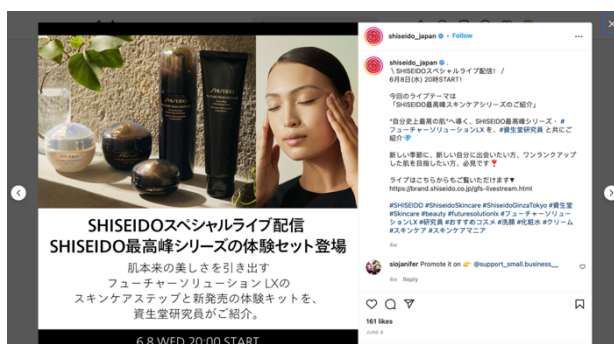 SHISEIDOスペシャルライブ配信
SHISEIDO最高峰シリーズの体験セット登場
肌本来の美しさを引き出す
フューチャーソリューション LXの
スキンケアステップと新発売の体験キットを、
資生堂研究員がご紹介。
6.8 WED 20:00 START
shiseido_japan • Follow
shiseido_japan
\ SHISEIDOスペシャルライブ配信！ /
6月8日(水) 20時START！
今回のライブテーマは
「SHISEIDO最高峰スキンケアシリーズのご紹介」
"自分史上最高の肌"へ導く、SHISEIDO最高峰シリーズ・ #
フューチャーソリューションLX を、#資生堂研究員 と共にご
紹介
新しい季節に、新しい自分に出会いたい方、ワンランクアップ
した肌を目指したい方、必見です❣️
ライブはこちらからもご覧いただけます▼
https://brand.shiseido.co.jp/gfs-livestream.html
#SHISEIDO #ShiseidoSkincare #ShiseidoGinzaTokyo #資生堂
#Skincare #beauty #futuresolutionlx #フューチャーソリュー
ションLX #研究員 #おすすめコスメ #洗顔 #化粧水 #クリーム
#スキンケア #スキンケアマニア
4w
siojanifer Promote it on 👉 @support_small.business__
4w Reply
161 likes
JUNE 8